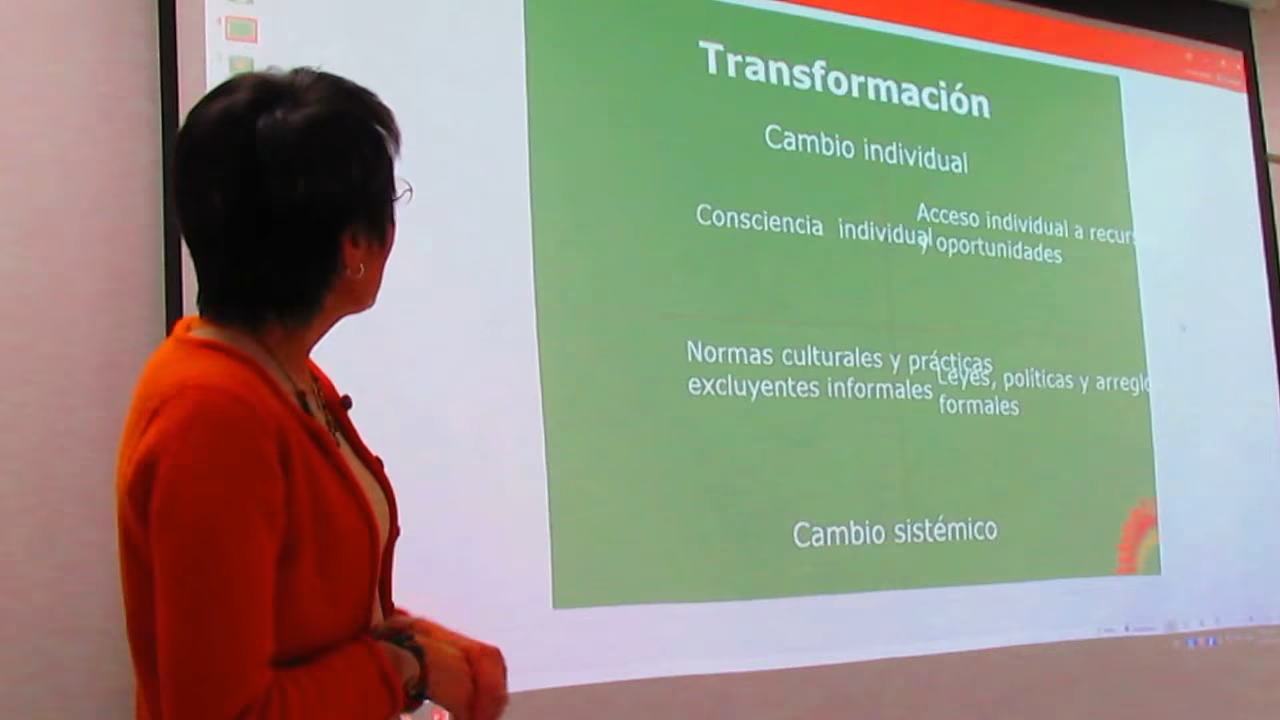 Transformación
Cambio individual
Consciencia individual
Acceso individual a recurs
y oportunidades
Normas culturales y prácticas
excluyentes informales
Leyes, políticas y arreglo
formales
Cambio sistémico